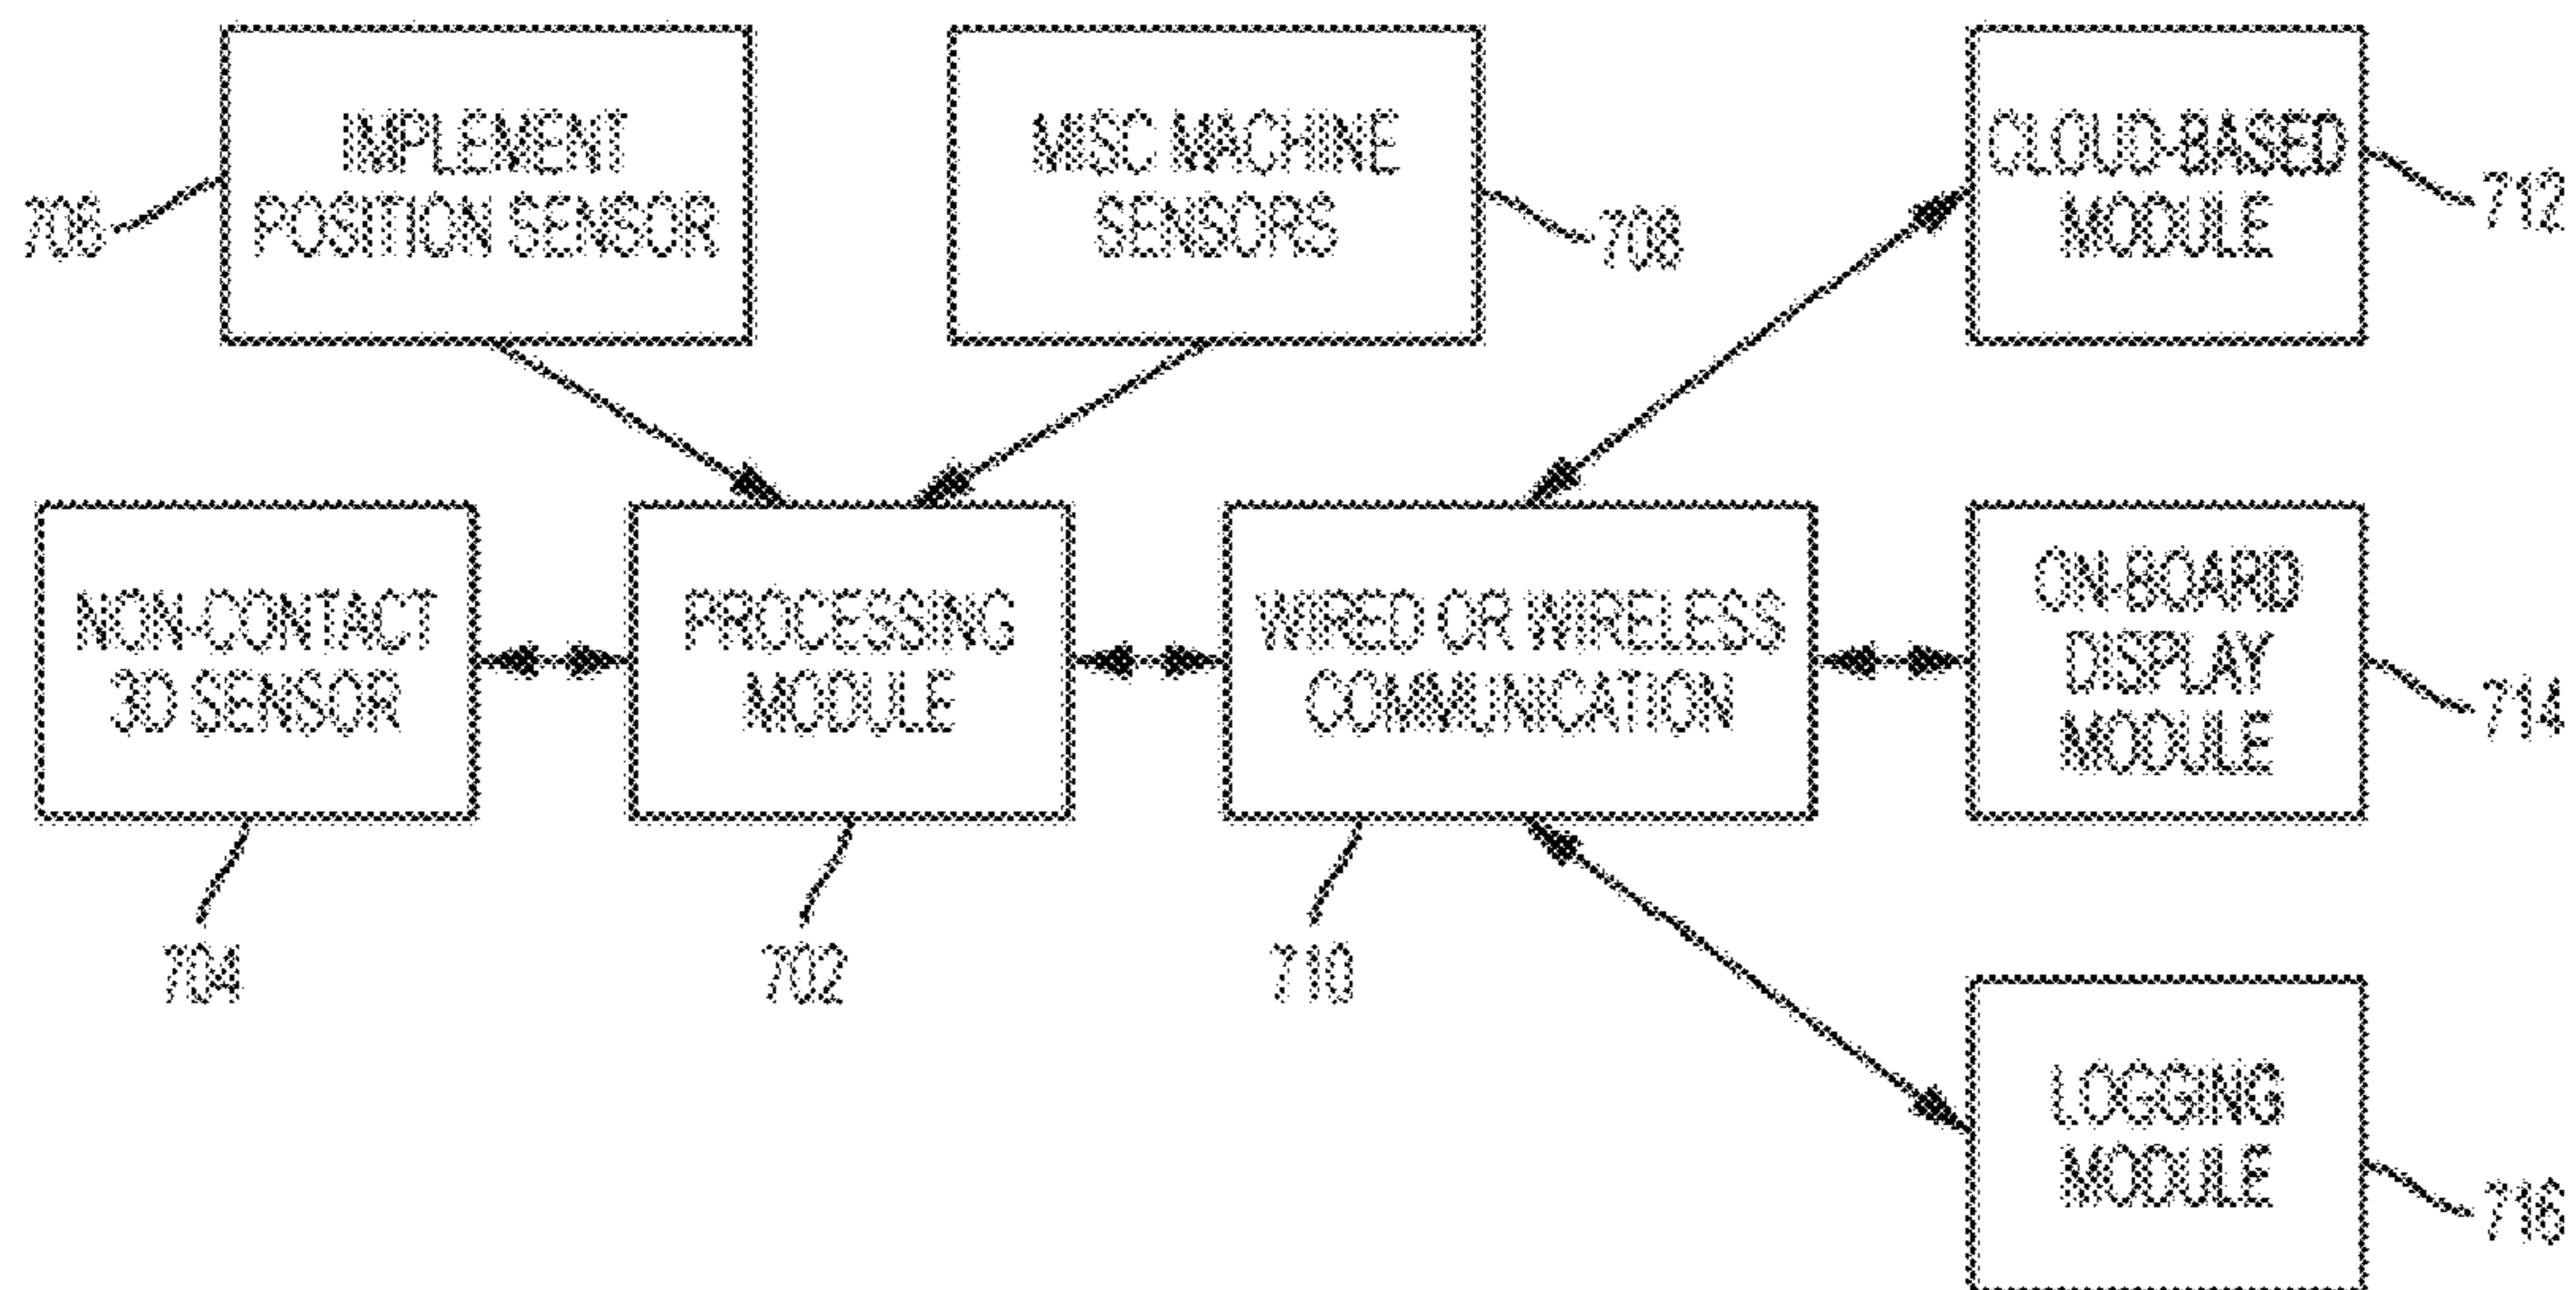 IMPLEMENT
POSITION SENSOR
706
MISC MACHINE
SENSORS
708
CLOUD-BASED
MODULE
712
NON-CONTACT
3D SENSOR
704
PROCESSING
MODULE
702
WIRED OR WIRELESS
COMMUNICATION
710
ON-BOARD
DISPLAY
MODULE
714
LOGGING
MODULE
716